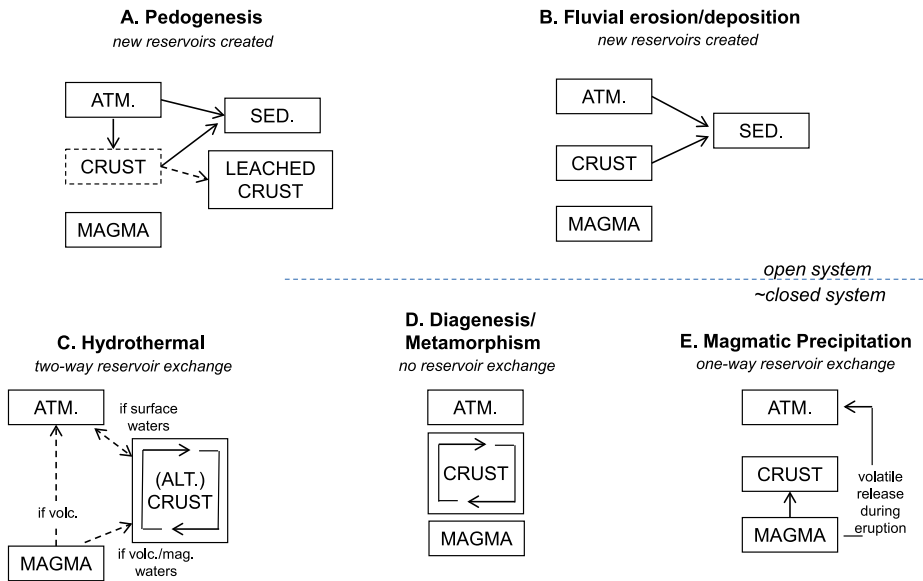 A. Pedogenesis
new reservoirs created
ATM.
SED.
CRUST
LEACHED
CRUST
MAGMA
B. Fluvial erosion/deposition
new reservoirs created
ATM.
SED.
CRUST
MAGMA
open system
~closed system
C. Hydrothermal
two-way reservoir exchange
ATM.
if surface
waters
(ALT.)
CRUST
if volc.
MAGMA
if volc./mag.
waters
D. Diagenesis/
Metamorphism
no reservoir exchange
ATM.
CRUST
MAGMA
E. Magmatic Precipitation
one-way reservoir exchange
ATM.
CRUST
MAGMA
volatile
release
during
eruption